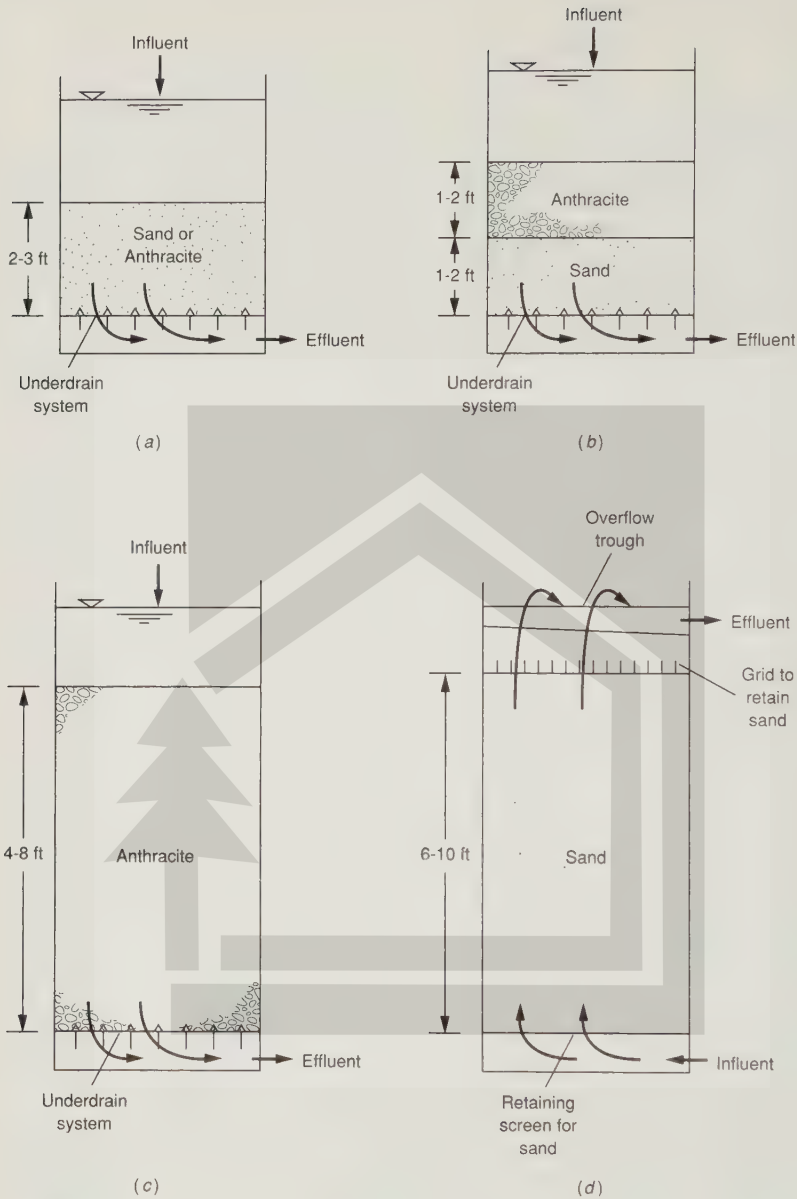 Influent
2-3 ft
Sand or
Anthracite
Effluent
Underdrain
system
(a)
Influent
1-2 ft
Anthracite
1-2 ft
Sand
Effluent
Underdrain
system
(b)
Influent
4-8 ft
Anthracite
Effluent
Underdrain
system
(c)
Overflow
trough
Effluent
Grid to
retain
sand
6-10 ft
Sand
Influent
Retaining
screen for
sand
(d)